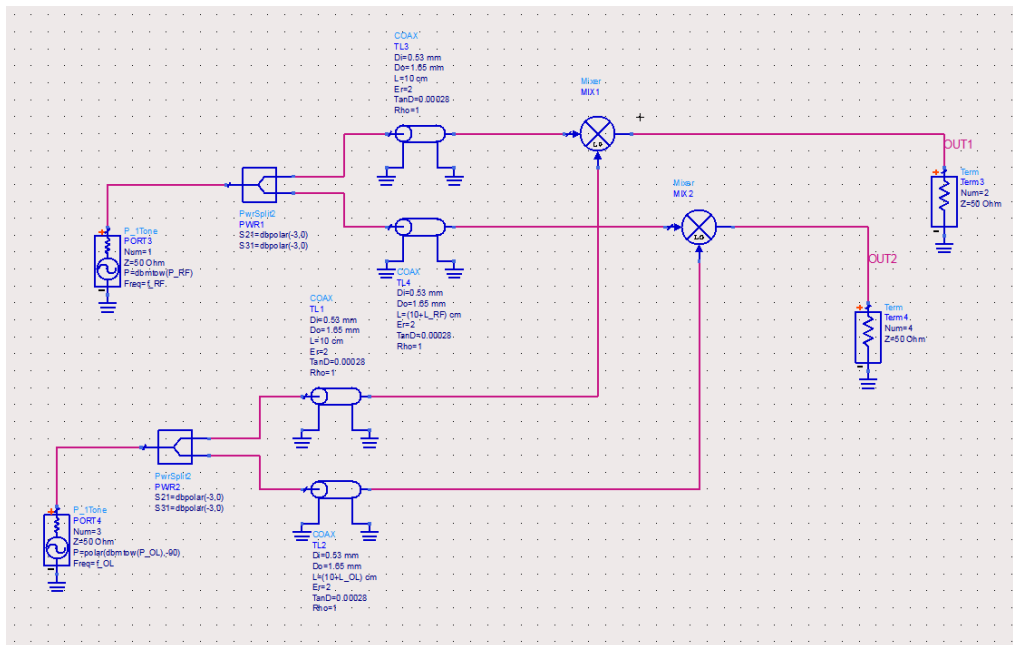 COAX
TL3
Di=0.53 mm
Do=1.65 mm
L=10 cm
Er=2
TanD=0.00028
Rho=1
Mixer
MIX1
LO
OUT1
Term
Term3
Num=2
Z=50 Ohm
Mixer
MIX2
LO
PwrSplit2
PWR1
S21=dbpolar(-3,0)
S31=dbpolar(-3,0)
P_1Tone
PORT3
Num=1
Z=50 Ohm
P=dbmtow(P_RF)
Freq=f_RF
COAX
TL4
Di=0.53 mm
Do=1.65 mm
L=(10+L_RF) cm
Er=2
TanD=0.00028
Rho=1
OUT2
Term
Term4
Num=4
Z=50 Ohm
COAX
TL1
Di=0.53 mm
Do=1.65 mm
L=10 cm
Er=2
TanD=0.00028
Rho=1
PwrSplit2
PWR2
S21=dbpolar(-3,0)
S31=dbpolar(-3,0)
P_1Tone
PORT4
Num=3
Z=50 Ohm
P=polar(dbmtow(P_OL),-90)
Freq=f_OL
COAX
TL2
Di=0.53 mm
Do=1.65 mm
L=(10+L_OL) cm
Er=2
TanD=0.00028
Rho=1